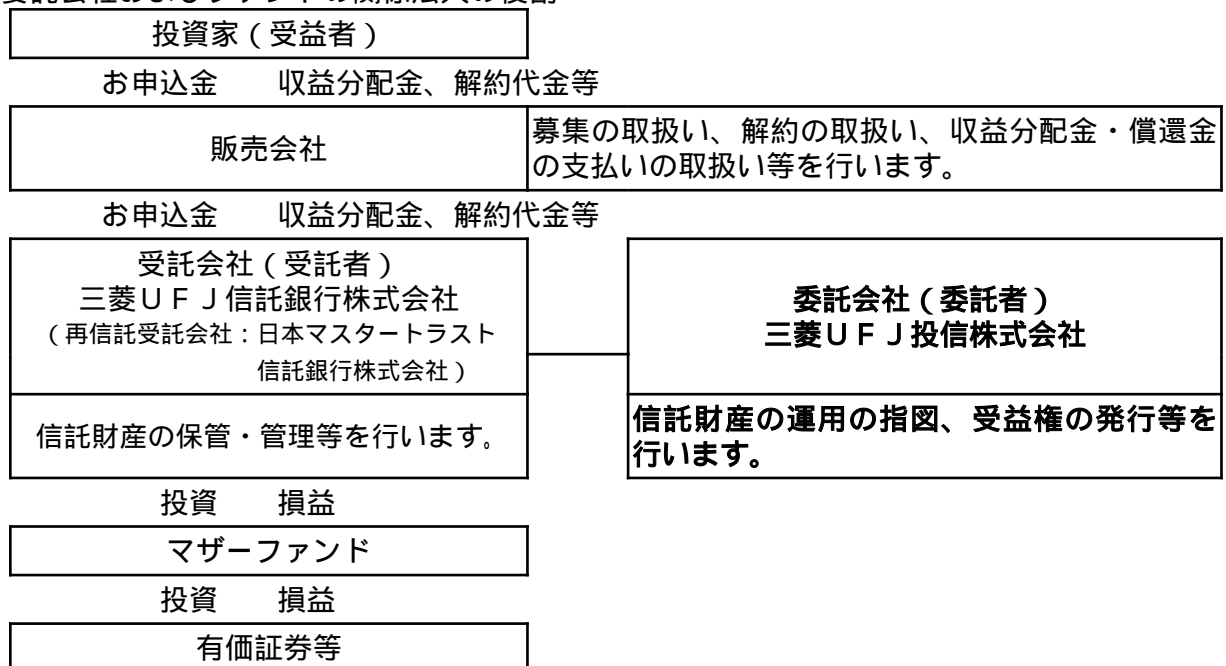 投資家（受益者）
お申込金　　収益分配金、解約代金等
販売会社
募集の取扱い、解約の取扱い、収益分配金・償還金
の支払いの取扱い等を行います。
お申込金　　収益分配金、解約代金等
受託会社（受託者）
三菱ＵＦＪ信託銀行株式会社
（再信託受託会社：日本マスタートラスト
信託銀行株式会社）
委託会社（委託者）
三菱ＵＦＪ投信株式会社
信託財産の保管・管理等を行います。
信託財産の運用の指図、受益権の発行等を
行います。
投資　　損益
マザーファンド
投資　　損益
有価証券等